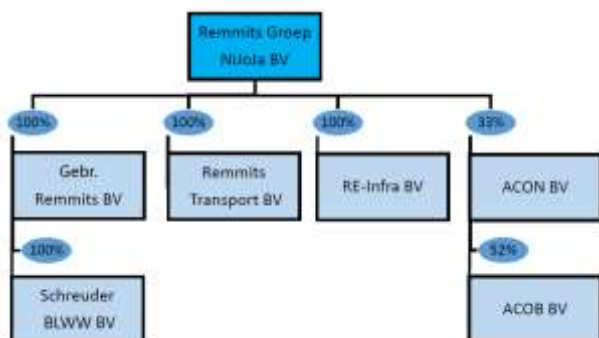 Remmits Groep
NiJoJa BV
100%
100%
100%
33%
Gebr.
Remmits BV
Remmits
Transport BV
RE-Infra BV
ACON BV
100%
52%
Schreuder
BLWW BV
ACOB BV